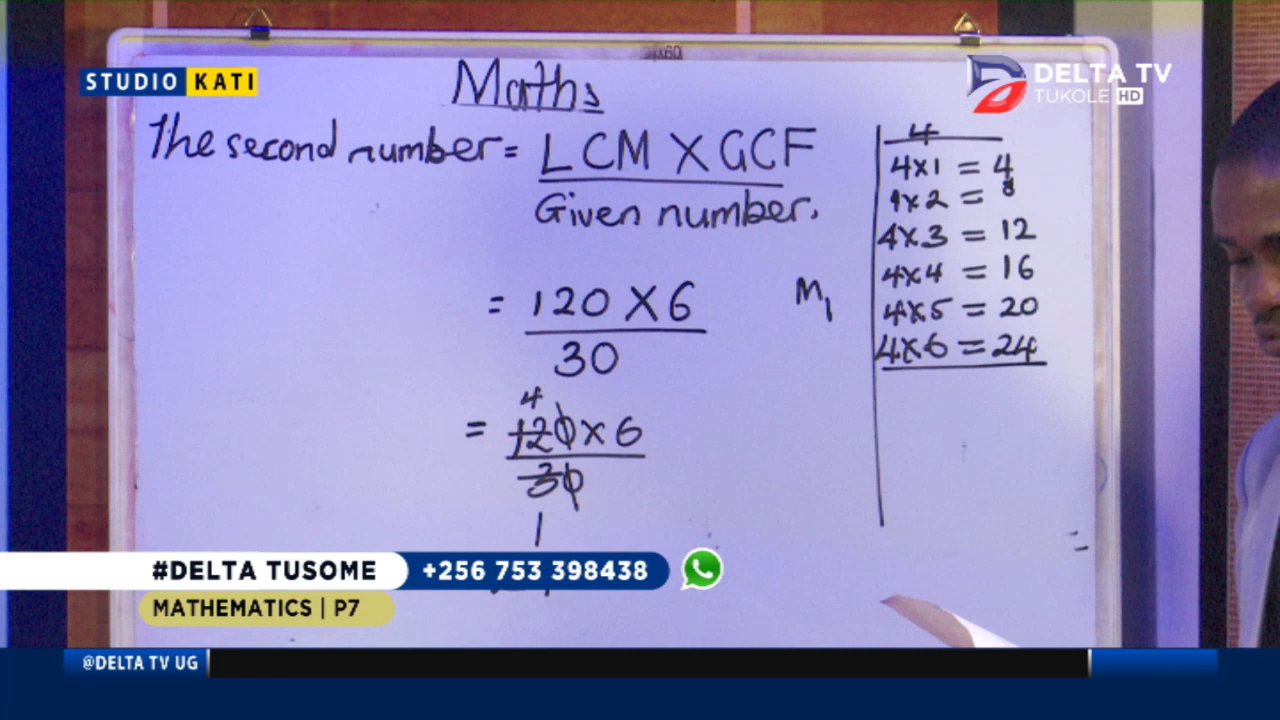 STUDIO KATI
DELTA TV
TUKOLE HD
Maths
The second number = LCM X GCF
Given number.
= 120 X 6
30
M1
4
= 120 x 6
30
1
4
4x1 = 4
4x2 = 8
4x3 = 12
4x4 = 16
4x5 = 20
4x6 = 24
=
#DELTA TUSOME
+256 753 398438
MATHEMATICS | P7
@DELTA TV UG